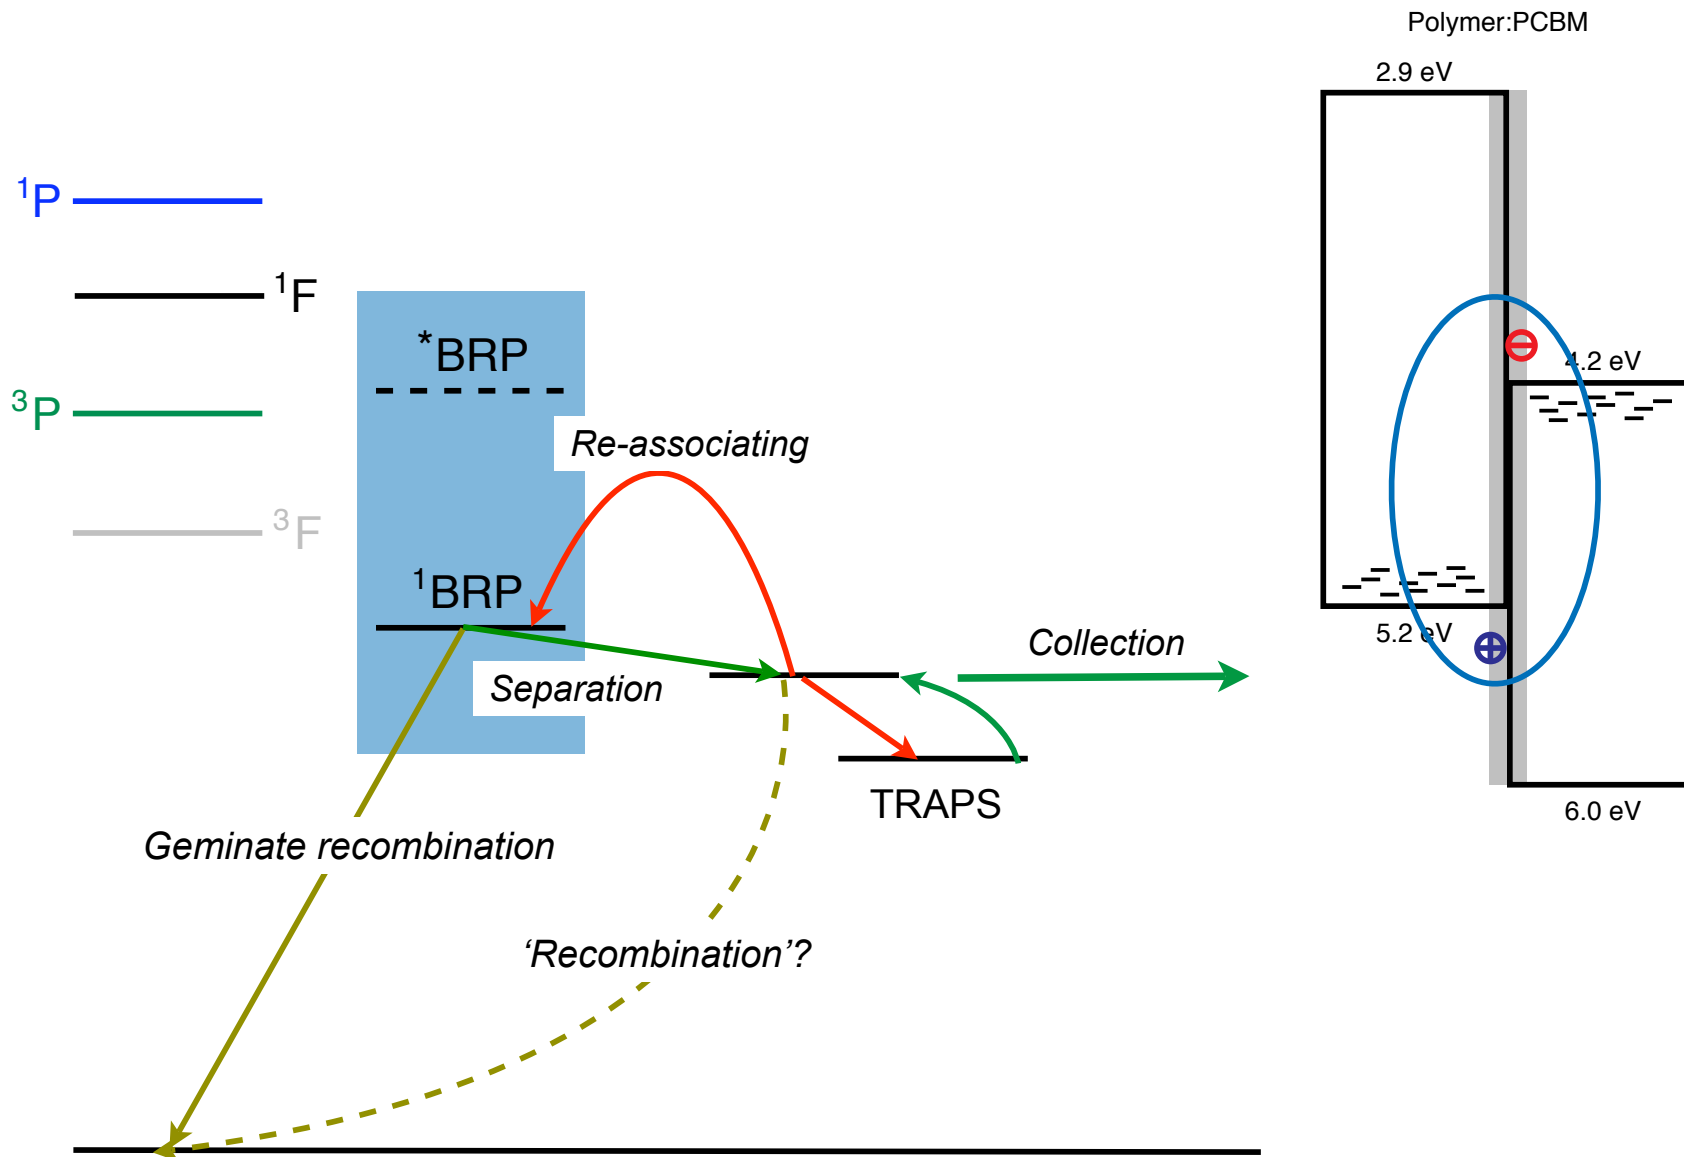 Polymer:PCBM
2.9 eV
¹P
¹F
*BRP
4.2 eV
³P
Re-associating
³F
¹BRP
5.2 eV
Collection
Separation
TRAPS
6.0 eV
Geminate recombination
‘Recombination’?